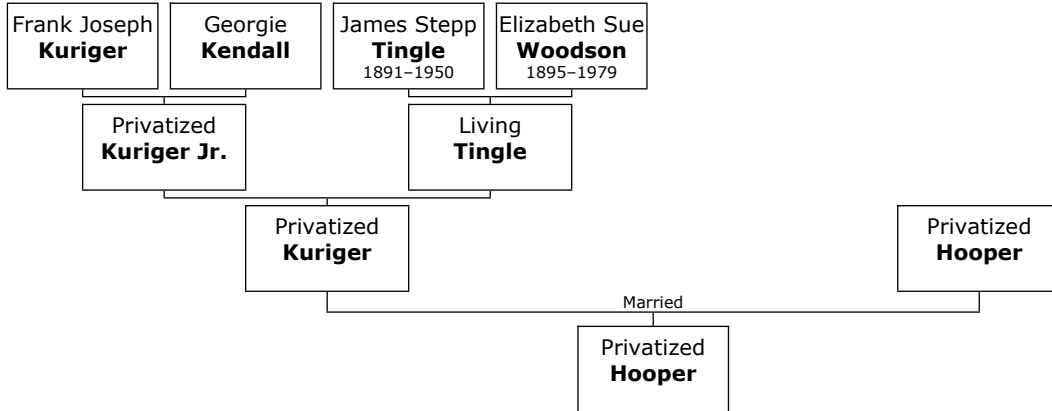 Frank Joseph
Kuriger
Georgie
Kendall
James Stepp
Tingle
1891–1950
Elizabeth Sue
Woodson
1895–1979
Privatized
Kuriger Jr.
Living
Tingle
Privatized
Kuriger
Privatized
Hooper
Married
Privatized
Hooper